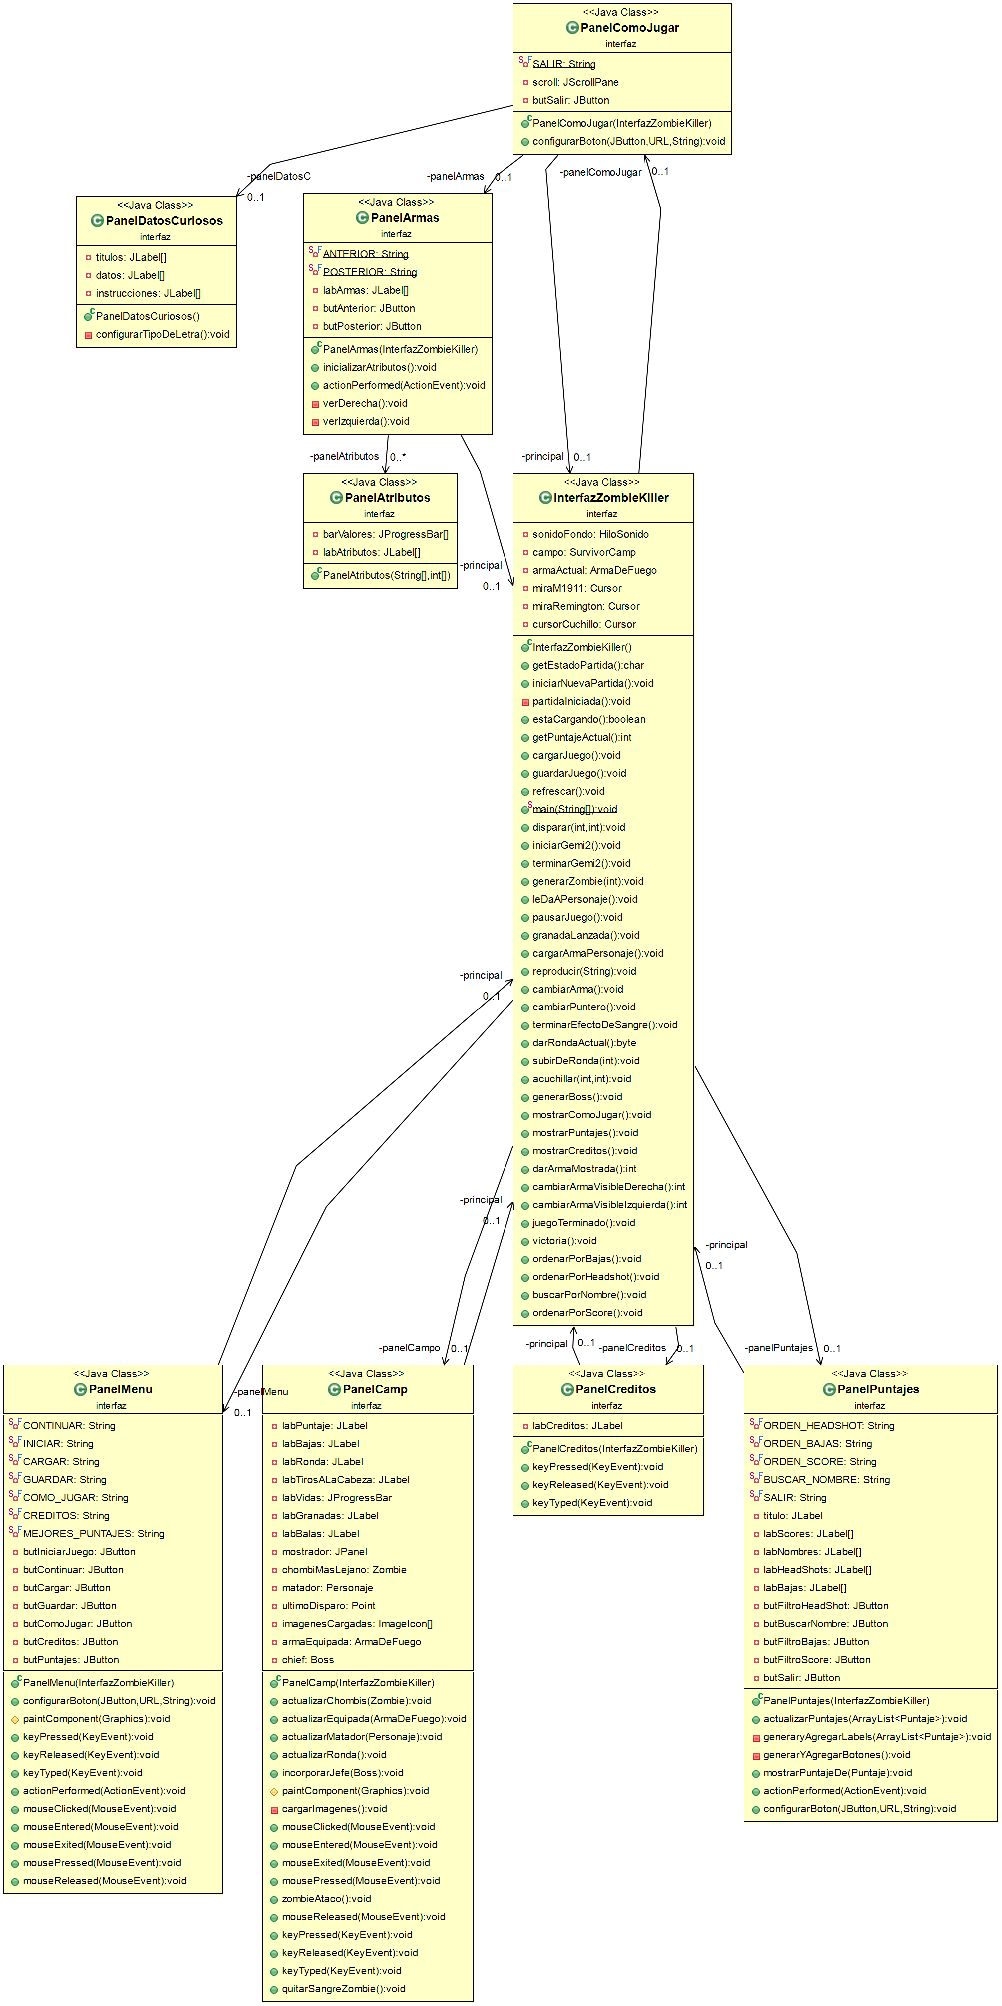 <<Java Class>>
PanelComoJugar
interfaz
SALIR: String
scroll: JScrollPane
butSalir: JButton
PanelComoJugar(InterfazZombieKiller)
configurarBoton(JButton,URL,String):void
-panelDatosC
0..1
-panelArmas
0..1
-panelComoJugar
0..1
<<Java Class>>
PanelDatosCuriosos
interfaz
titulos: JLabel[]
datos: JLabel[]
instrucciones: JLabel[]
PanelDatosCuriosos()
configurarTipoDeLetra():void
<<Java Class>>
PanelArmas
interfaz
ANTERIOR: String
POSTERIOR: String
labArmas: JLabel[]
butAnterior: JButton
butPosterior: JButton
PanelArmas(InterfazZombieKiller)
inicializarAtributos():void
actionPerformed(ActionEvent):void
verDerecha():void
verIzquierda():void
-panelAtributos
0..*
-principal
0..1
<<Java Class>>
PanelAtributos
interfaz
barValores: JProgressBar[]
labAtributos: JLabel[]
PanelAtributos(String[],int[])
-principal
0..1
<<Java Class>>
InterfazZombieKiller
interfaz
sonidoFondo: HiloSonido
campo: SurvivorCamp
armaActual: ArmaDeFuego
miraM1911: Cursor
miraRemington: Cursor
cursorCuchillo: Cursor
InterfazZombieKiller()
getEstadoPartida():char
iniciarNuevaPartida():void
partidaIniciada():void
estaCargando():boolean
getPuntajeActual():int
cargarJuego():void
guardarJuego():void
refrescar():void
main(String[]):void
disparar(int,int):void
iniciarGemi2():void
terminarGemi2():void
generarZombie(int):void
leDaAPersonaje():void
pausarJuego():void
granadaLanzada():void
cargarArmaPersonaje():void
reproducir(String):void
cambiarArma():void
cambiarPuntero():void
terminarEfectoDeSangre():void
darRondaActual():byte
subirDeRonda(int):void
acuchillar(int,int):void
generarBoss():void
mostrarComoJugar():void
mostrarPuntajes():void
mostrarCreditos():void
darArmaMostrada():int
cambiarArmaVisibleDerecha():int
cambiarArmaVisibleIzquierda():int
juegoTerminado():void
victoria():void
ordenarPorBajas():void
ordenarPorHeadshot():void
buscarPorNombre():void
ordenarPorScore():void
-principal
0..1
-principal
0..1
-principal
0..1
-panelCampo
0..1
-principal
0..1
-panelCreditos
0..1
-panelPuntajes
0..1
-panelMenu
0..1
<<Java Class>>
PanelMenu
interfaz
CONTINUAR: String
INICIAR: String
CARGAR: String
GUARDAR: String
COMO_JUGAR: String
CREDITOS: String
MEJORES_PUNTAJES: String
butIniciarJuego: JButton
butContinuar: JButton
butCargar: JButton
butGuardar: JButton
butComoJugar: JButton
butCreditos: JButton
butPuntajes: JButton
PanelMenu(InterfazZombieKiller)
configurarBoton(JButton,URL,String):void
paintComponent(Graphics):void
keyPressed(KeyEvent):void
keyReleased(KeyEvent):void
keyTyped(KeyEvent):void
actionPerformed(ActionEvent):void
mouseClicked(MouseEvent):void
mouseEntered(MouseEvent):void
mouseExited(MouseEvent):void
mousePressed(MouseEvent):void
mouseReleased(MouseEvent):void
<<Java Class>>
PanelCamp
interfaz
labPuntaje: JLabel
labBajas: JLabel
labRonda: JLabel
labTirosALaCabeza: JLabel
labVidas: JProgressBar
labGranadas: JLabel
labBalas: JLabel
mostrador: JPanel
chombiMasLejano: Zombie
matador: Personaje
ultimoDisparo: Point
imagenesCargadas: ImageIcon[]
armaEquipada: ArmaDeFuego
chief: Boss
PanelCamp(InterfazZombieKiller)
actualizarChombis(Zombie):void
actualizarEquipada(ArmaDeFuego):void
actualizarMatador(Personaje):void
actualizarRonda():void
incorporarJefe(Boss):void
paintComponent(Graphics):void
cargarImagenes():void
mouseClicked(MouseEvent):void
mouseEntered(MouseEvent):void
mouseExited(MouseEvent):void
mousePressed(MouseEvent):void
zombieAtaco():void
mouseReleased(MouseEvent):void
keyPressed(KeyEvent):void
keyReleased(KeyEvent):void
keyTyped(KeyEvent):void
quitarSangreZombie():void
<<Java Class>>
PanelCreditos
interfaz
labCreditos: JLabel
PanelCreditos(InterfazZombieKiller)
keyPressed(KeyEvent):void
keyReleased(KeyEvent):void
keyTyped(KeyEvent):void
<<Java Class>>
PanelPuntajes
interfaz
ORDEN_HEADSHOT: String
ORDEN_BAJAS: String
ORDEN_SCORE: String
BUSCAR_NOMBRE: String
SALIR: String
titulo: JLabel
labScores: JLabel[]
labNombres: JLabel[]
labHeadShots: JLabel[]
labBajas: JLabel[]
butFiltroHeadShot: JButton
butBuscarNombre: JButton
butFiltroBajas: JButton
butFiltroScore: JButton
butSalir: JButton
PanelPuntajes(InterfazZombieKiller)
actualizarPuntajes(ArrayList<Puntaje>):void
generaryAgregarLabels(ArrayList<Puntaje>):void
generarYAgregarBotones():void
mostrarPuntajeDe(Puntaje):void
actionPerformed(ActionEvent):void
configurarBoton(JButton,URL,String):void